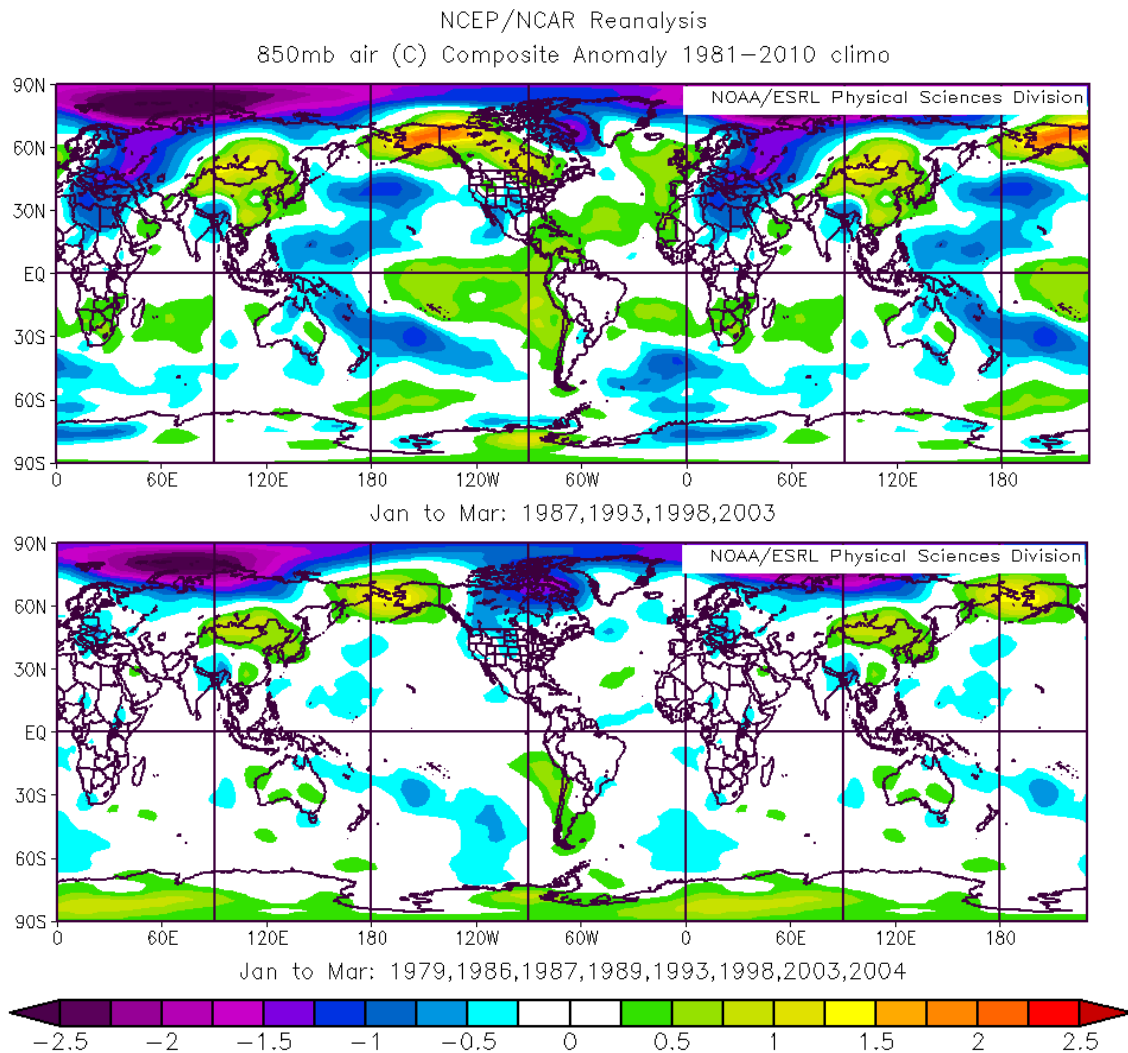 NCEP/NCAR Reanalysis
850mb air (C) Composite Anomaly 1981-2010 climo
NOAA/ESRL Physical Sciences Division
90N
60N
30N
EQ
30S
60S
90S
0 60E 120E 180 120W 60W 0 60E 120E 180
Jan to Mar: 1987,1993,1998,2003
NOAA/ESRL Physical Sciences Division
90N
60N
30N
EQ
30S
60S
90S
0 60E 120E 180 120W 60W 0 60E 120E 180
Jan to Mar: 1979,1986,1987,1989,1993,1998,2003,2004
-2.5 -2 -1.5 -1 -0.5 0 0.5 1 1.5 2 2.5